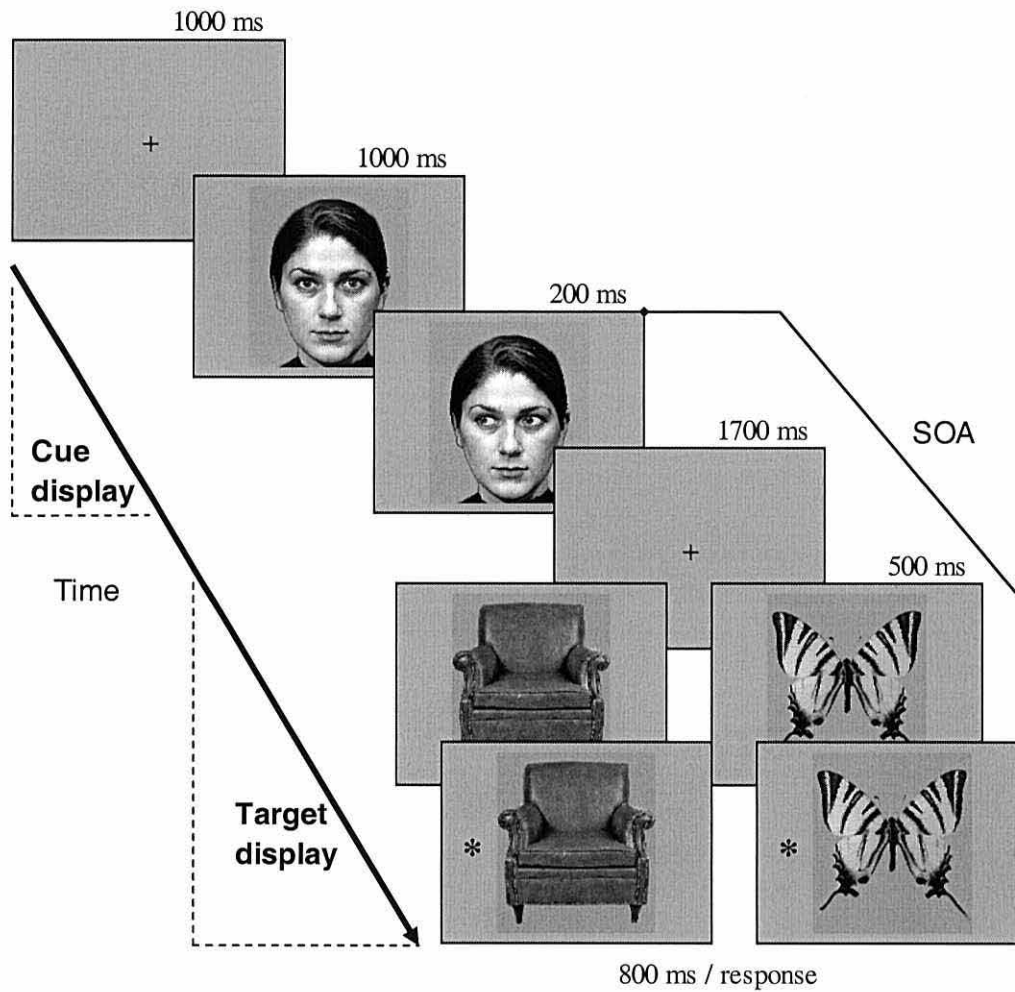 1000 ms
+
1000 ms
200 ms
SOA
1700 ms
+
Cue
display
500 ms
Time
Target
display
*
*
800 ms / response